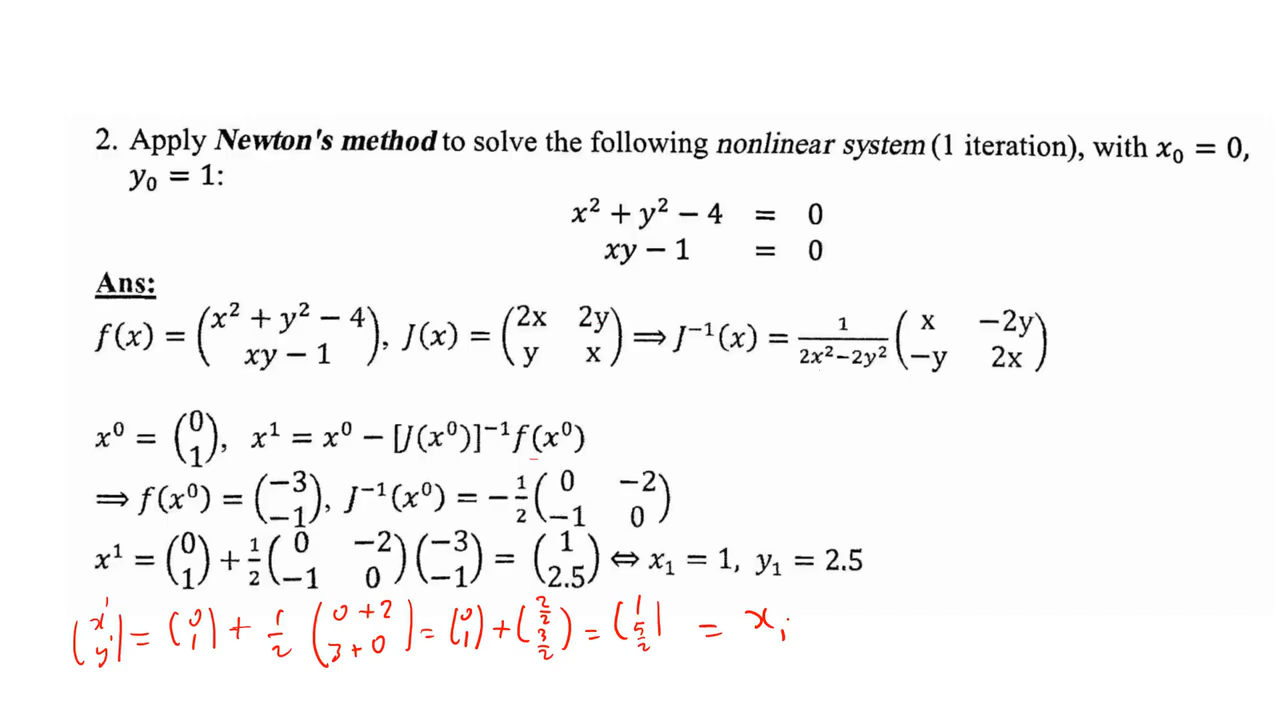 2. Apply Newton's method to solve the following nonlinear system (1 iteration), with x₀ = 0,
y₀ = 1:
x² + y² − 4 = 0
xy − 1 = 0
Ans:
f(x) = (x² + y² − 4; xy − 1), J(x) = (2x 2y; y x) ⟹ J⁻¹(x) = 1/(2x²−2y²) (x −2y; −y 2x)
x⁰ = (0; 1), x¹ = x⁰ − [J(x⁰)]⁻¹f(x⁰)
⟹ f(x⁰) = (−3; −1), J⁻¹(x⁰) = −1/2 (0 −2; −1 0)
x¹ = (0; 1) + 1/2 (0 −2; −1 0)(−3; −1) = (1; 2.5) ⇔ x₁ = 1, y₁ = 2.5
(x¹; y¹) = (0; 1) + 1/2 (0+2; 3+0) = (0; 1) + (2/2; 3/2) = (1; 5/2) = x₁